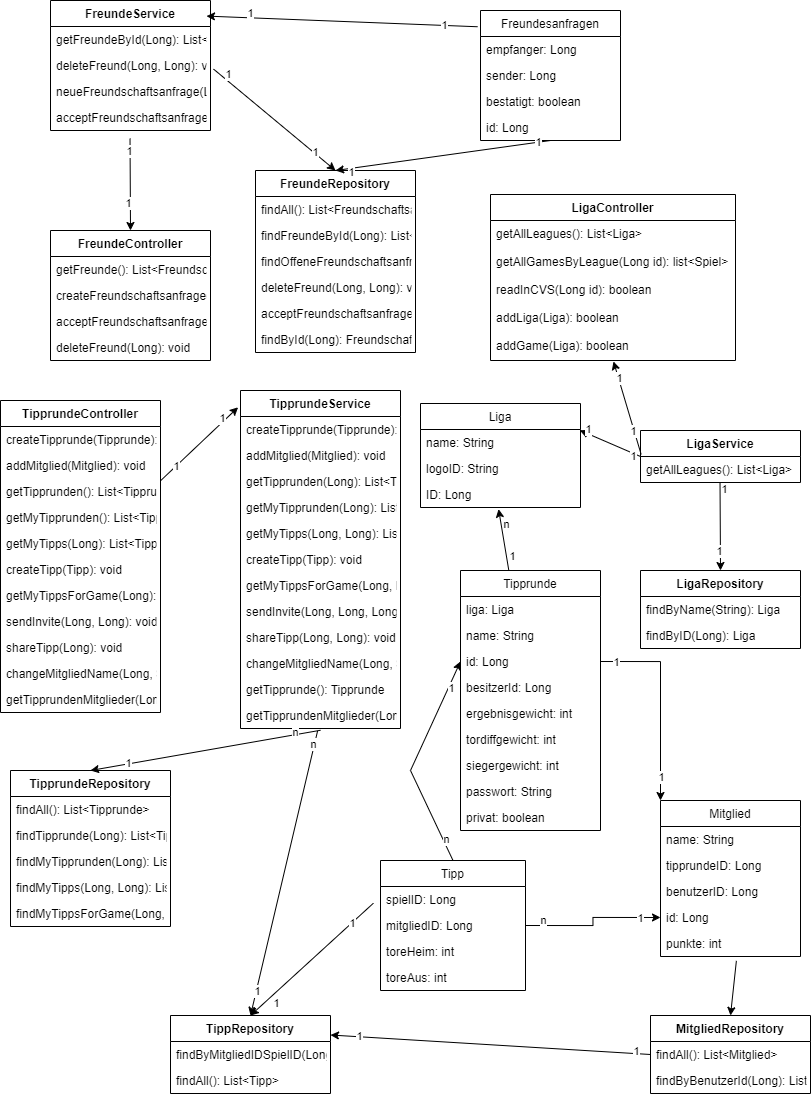 FreundeService
getFreundeById(Long): List<
deleteFreund(Long, Long): v
neueFreundschaftsanfrage(
acceptFreundschaftsanfrage
Freundesanfragen
empfanger: Long
sender: Long
bestatigt: boolean
id: Long
1
1
1
1
1
1
1
1
FreundeRepository
findAll(): List<Freundschafts
findFreundeById(Long): List
findOffeneFreundschaftsanf
deleteFreund(Long, Long): v
acceptFreundschaftsanfrage
findById(Long): Freundschaf
FreundeController
getFreunde(): List<Freundsc
createFreundschaftsanfrage
acceptFreundschaftsanfrage
deleteFreund(Long): void
LigaController
getAllLeagues(): List<Liga>
getAllGamesByLeague(Long id): list<Spiel>
readInCVS(Long id): boolean
addLiga(Liga): boolean
addGame(Liga): boolean
TipprundeController
createTipprunde(Tipprunde):
addMitglied(Mitglied): void
getTipprunden(): List<Tippru
getMyTipprunden(): List<Tip
getMyTipps(Long): List<Tipp
createTipp(Tipp): void
getMyTippsForGame(Long):
sendInvite(Long, Long): void
shareTipp(Long): void
changeMitgliedName(Long,
getTipprundenMitglieder(Lor
1
1
TipprundeService
createTipprunde(Tipprunde):
addMitglied(Mitglied): void
getTipprunden(Long): List<T
getMyTipprunden(Long): Lis
getMyTipps(Long, Long): Lis
createTipp(Tipp): void
getMyTippsForGame(Long,
sendInvite(Long, Long, Long
shareTipp(Long, Long): void
changeMitgliedName(Long,
getTipprunde(): Tipprunde
getTipprundenMitglieder(Lor
Liga
name: String
logoID: String
ID: Long
1
1
1
1
LigaService
getAllLeagues(): List<Liga>
1
1
LigaRepository
findByName(String): Liga
findByID(Long): Liga
n
1
Tipprunde
liga: Liga
name: String
id: Long
besitzerId: Long
ergebnisgewicht: int
tordiffgewicht: int
siegergewicht: int
passwort: String
privat: boolean
1
1
1
n
n
1
n
1
TipprundeRepository
findAll(): List<Tipprunde>
findTipprunde(Long): List<Ti
findMyTipprunden(Long): Lis
findMyTipps(Long, Long): Lis
findMyTippsForGame(Long,
Tipp
spielID: Long
mitgliedID: Long
toreHeim: int
toreAus: int
n
1
1
1
Mitglied
name: String
tipprundeID: Long
benutzerID: Long
id: Long
punkte: int
TippRepository
findByMitgliedIDSpielID(Lon
findAll(): List<Tipp>
1
1
MitgliedRepository
findAll(): List<Mitglied>
findByBenutzerId(Long): List